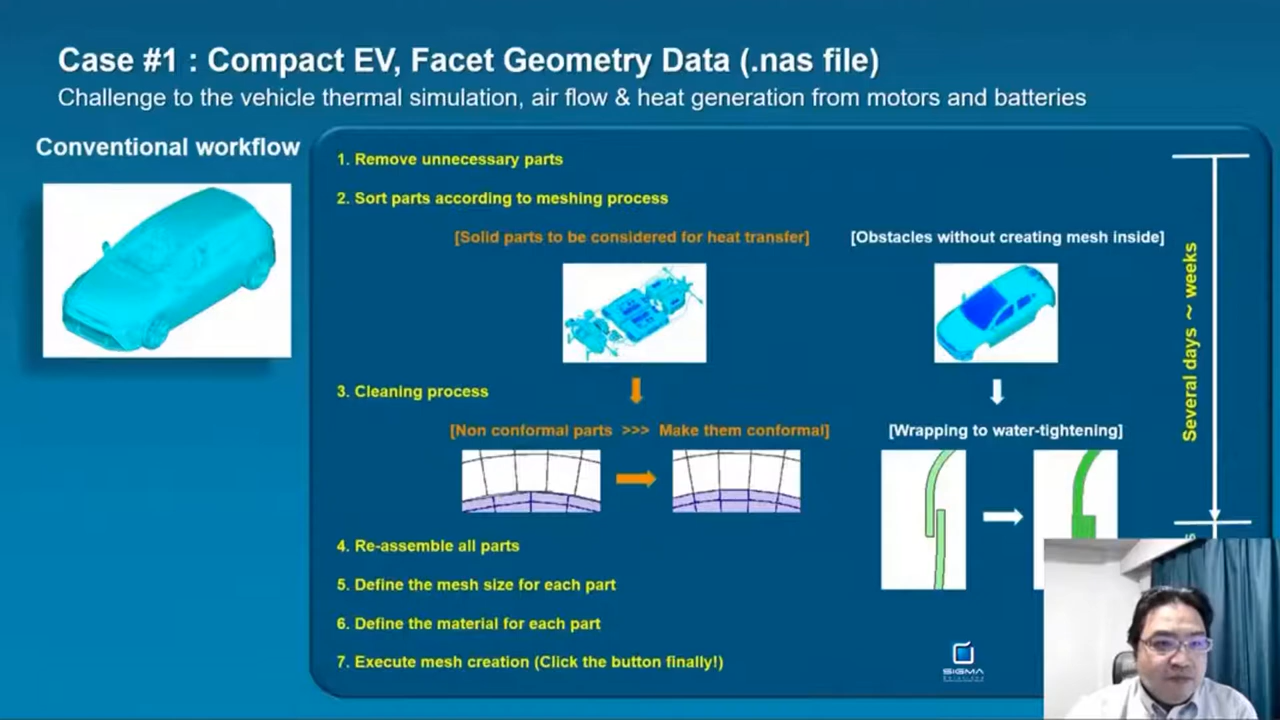 Case #1 : Compact EV, Facet Geometry Data (.nas file)
Challenge to the vehicle thermal simulation, air flow & heat generation from motors and batteries
Conventional workflow
1. Remove unnecessary parts
2. Sort parts according to meshing process
[Solid parts to be considered for heat transfer]
[Obstacles without creating mesh inside]
3. Cleaning process
[Non conformal parts >>> Make them conformal]
[Wrapping to water-tightening]
Several days ~ weeks
4. Re-assemble all parts
5. Define the mesh size for each part
6. Define the material for each part
7. Execute mesh creation (Click the button finally!)
SIGMA